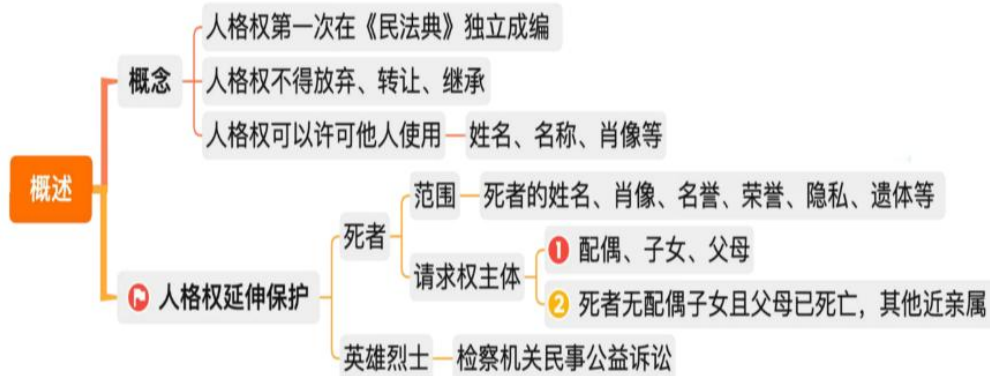 概述
概念
人格权第一次在《民法典》独立成编
人格权不得放弃、转让、继承
人格权可以许可他人使用
姓名、名称、肖像等
人格权延伸保护
死者
范围
死者的姓名、肖像、名誉、荣誉、隐私、遗体等
请求权主体
1 配偶、子女、父母
2 死者无配偶子女且父母已死亡，其他近亲属
英雄烈士
检察机关民事公益诉讼